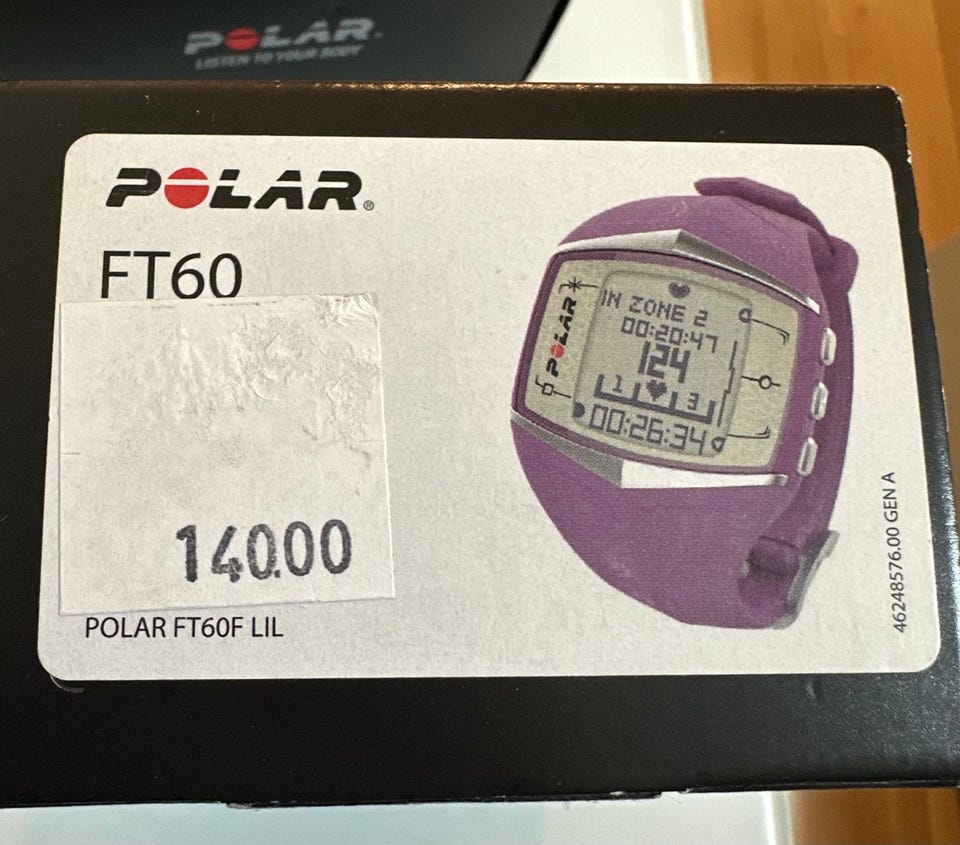 POLAR
LISTEN TO YOUR BODY
POLAR®
FT60
140.00
POLAR FT60F LIL
POLAR
IN ZONE 2
00:20:47
124
1 3
00:26:34
46248576.00 GEN A